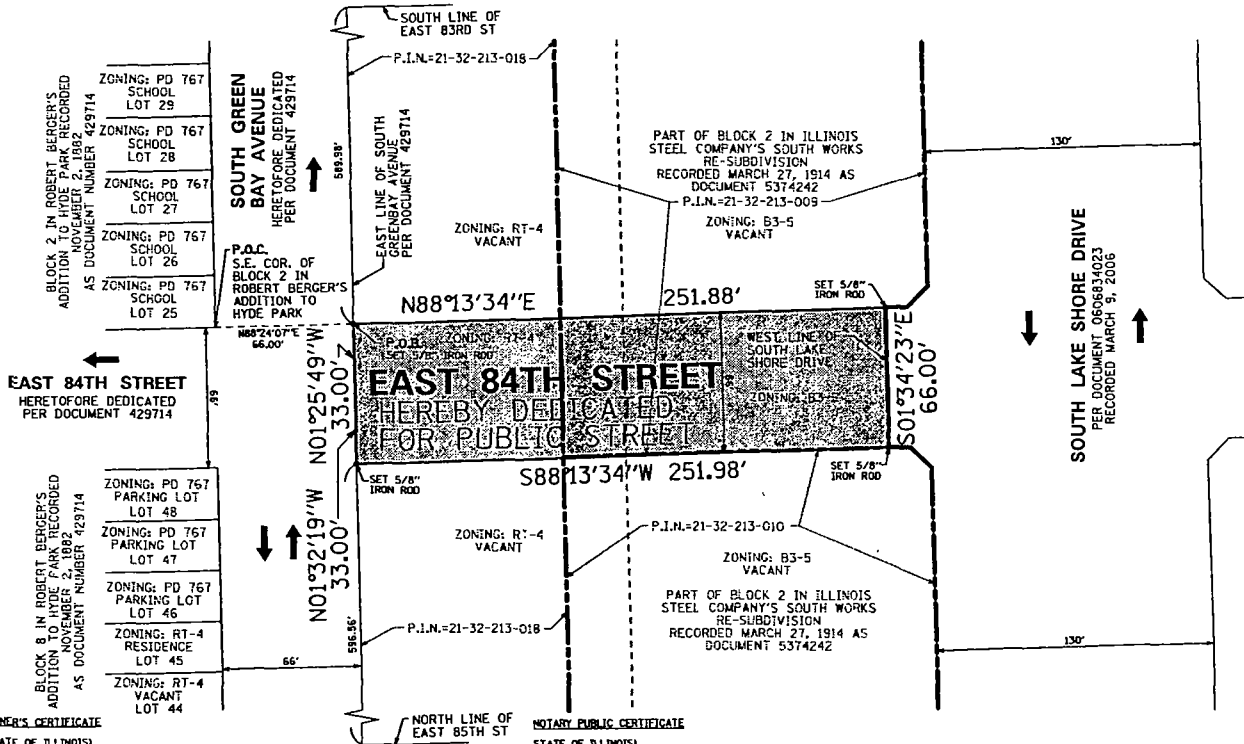 SOUTH LINE OF
EAST 83RD ST
P.I.N.=21-32-213-018
BLOCK 2 IN ROBERT BERGER'S
ADDITION TO HYDE PARK RECORDED
NOVEMBER 2, 1882
AS DOCUMENT NUMBER 429714
ZONING: PD 767
SCHOOL
LOT 29
ZONING: PD 767
SCHOOL
LOT 28
ZONING: PD 767
SCHOOL
LOT 27
ZONING: PD 767
SCHOOL
LOT 26
ZONING: PD 767
SCHOOL
LOT 25
SOUTH GREEN
BAY AVENUE
HERETOFORE DEDICATED
PER DOCUMENT 429714
589.98'
EAST LINE OF SOUTH
GREENBAY AVENUE
PER DOCUMENT 429714
P.O.C.
S.E. COR. OF
BLOCK 2 IN
ROBERT BERGER'S
ADDITION TO
HYDE PARK
N88°24'07"E
66.00'
ZONING: RT-4
VACANT
PART OF BLOCK 2 IN ILLINOIS
STEEL COMPANY'S SOUTH WORKS
RE-SUBDIVISION
RECORDED MARCH 27, 1914 AS
DOCUMENT 5374242
P.I.N.=21-32-213-009
ZONING: B3-5
VACANT
130'
SOUTH LAKE SHORE DRIVE
PER DOCUMENT 0606834023
RECORDED MARCH 9, 2006
N88°13'34"E 251.88'
SET 5/8"
IRON ROD
P.O.B.
SET 5/8" IRON ROD
ZONING: RT-4
WEST LINE OF
SOUTH LAKE
SHORE DRIVE
ZONING: B3-5
EAST 84TH STREET
HEREBY DEDICATED
FOR PUBLIC STREET
66'
S01°34'23"E
66.00'
EAST 84TH STREET
HERETOFORE DEDICATED
PER DOCUMENT 429714
66'
N01°25'49"W
33.00'
N01°32'19"W
33.00'
SET 5/8"
IRON ROD
S88°13'34"W 251.98'
SET 5/8"
IRON ROD
BLOCK 8 IN ROBERT BERGER'S
ADDITION TO HYDE PARK RECORDED
NOVEMBER 2, 1882
AS DOCUMENT NUMBER 429714
ZONING: PD 767
PARKING LOT
LOT 48
ZONING: PD 767
PARKING LOT
LOT 47
ZONING: PD 767
PARKING LOT
LOT 46
ZONING: RT-4
RESIDENCE
LOT 45
ZONING: RT-4
VACANT
LOT 44
66'
596.56'
ZONING: RT-4
VACANT
P.I.N.=21-32-213-010
ZONING: B3-5
VACANT
PART OF BLOCK 2 IN ILLINOIS
STEEL COMPANY'S SOUTH WORKS
RE-SUBDIVISION
RECORDED MARCH 27, 1914 AS
DOCUMENT 5374242
P.I.N.=21-32-213-018
130'
NORTH LINE OF
EAST 85TH ST
NER'S CERTIFICATE
ATE OF ILLINOIS)
NOTARY PUBLIC CERTIFICATE
STATE OF ILLINOIS)